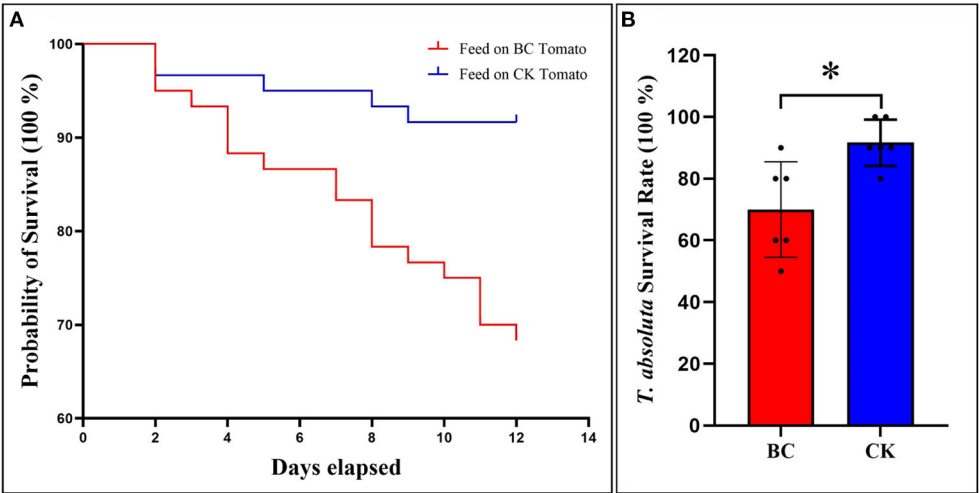 A
100
90
80
70
60
0
2
4
6
8
10
12
14
Probability of Survival (100 %)
Days elapsed
Feed on BC Tomato
Feed on CK Tomato
B
120
100
80
60
40
20
0
T. absoluta Survival Rate (100 %)
*
BC
CK